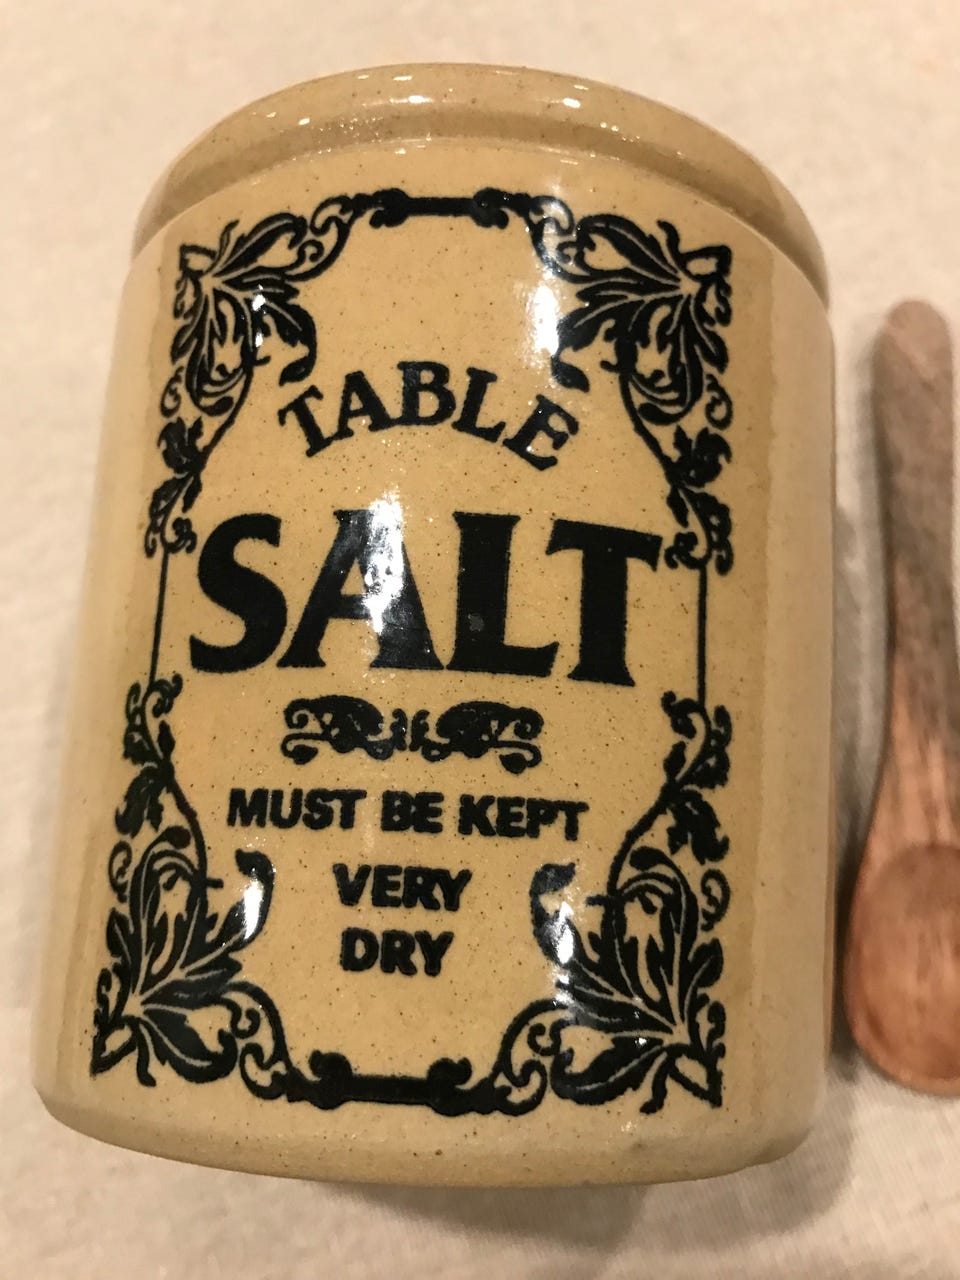 TABLE
SALT
MUST BE KEPT
VERY
DRY